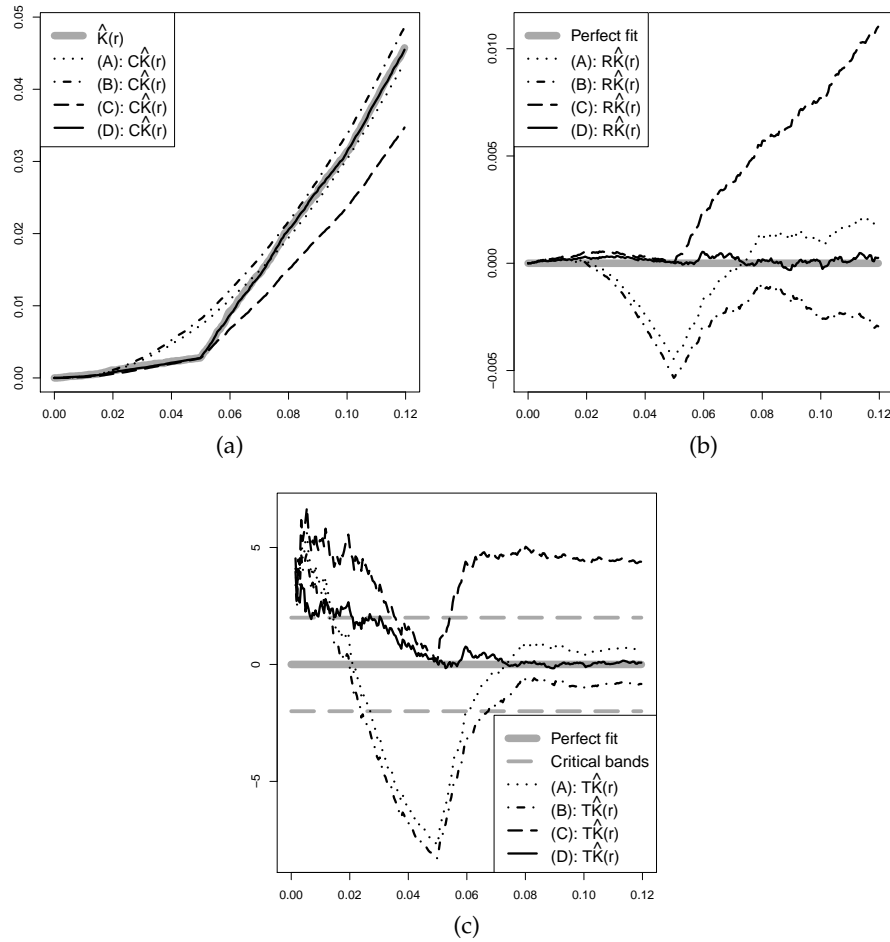 K̂(r)
(A): CK̂(r)
(B): CK̂(r)
(C): CK̂(r)
(D): CK̂(r)
0.00 0.01 0.02 0.03 0.04 0.05
0.00 0.02 0.04 0.06 0.08 0.10 0.12
(a)
Perfect fit
(A): RK̂(r)
(B): RK̂(r)
(C): RK̂(r)
(D): RK̂(r)
−0.005 0.000 0.005 0.010
0.00 0.02 0.04 0.06 0.08 0.10 0.12
(b)
−5 0 5
Perfect fit
Critical bands
(A): TK̂(r)
(B): TK̂(r)
(C): TK̂(r)
(D): TK̂(r)
0.00 0.02 0.04 0.06 0.08 0.10 0.12
(c)